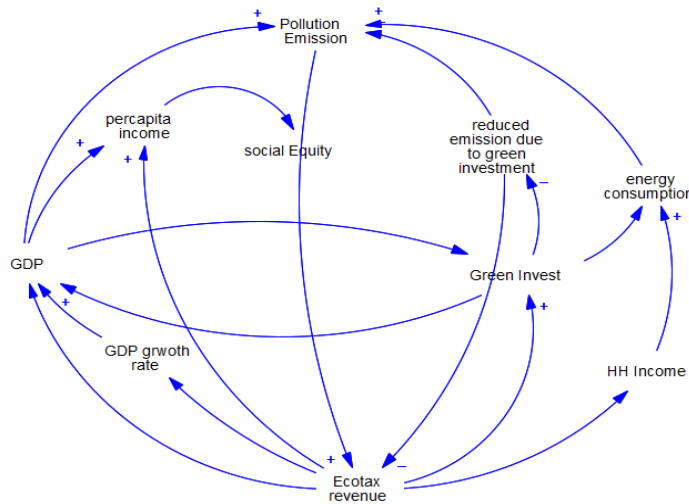 +
+
Pollution
Emission
–
percapita
income
+
+
social Equity
reduced
emission due
to green
investment
–
energy
consumption
+
GDP
Green Invest
+
+
GDP grwoth
rate
HH Income
+
–
Ecotax
revenue